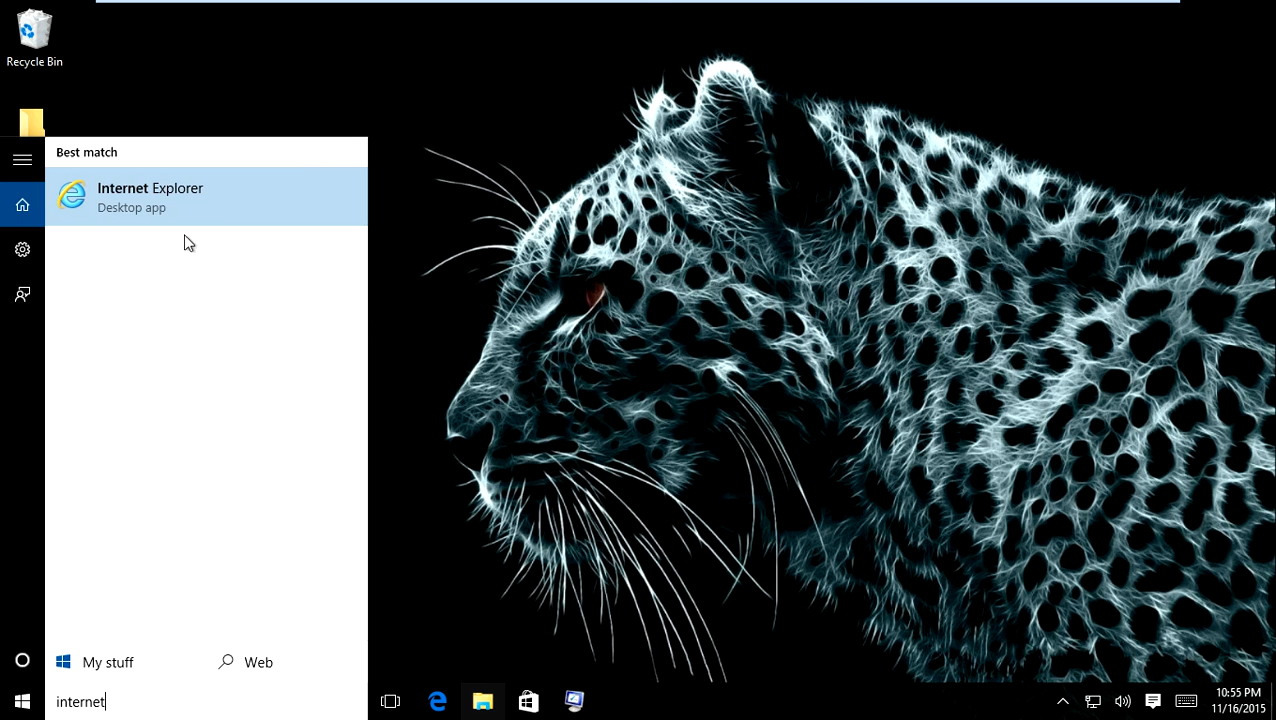 Recycle Bin
Best match
Internet Explorer
Desktop app
My stuff
Web
internet
10:55 PM
11/16/2015